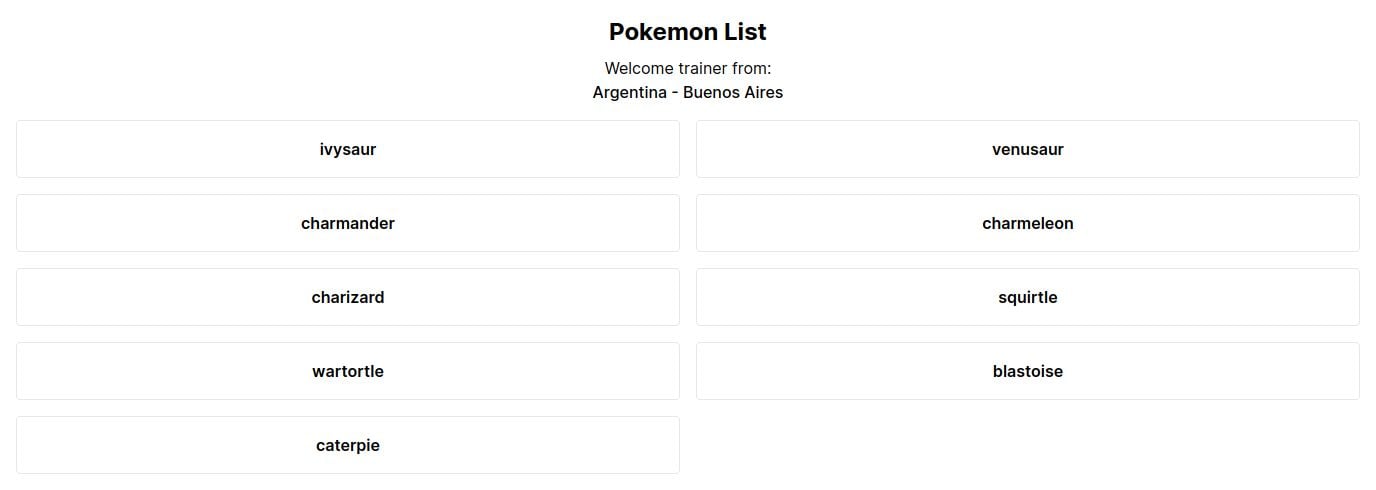 Pokemon List
Welcome trainer from:
Argentina - Buenos Aires
ivysaur
venusaur
charmander
charmeleon
charizard
squirtle
wartortle
blastoise
caterpie